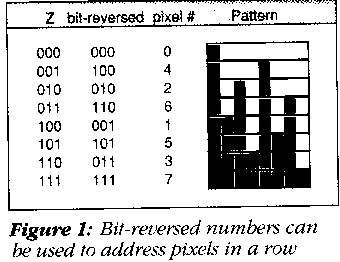 Z bit-reversed pixel # Pattern
000 000 0
001 100 4
010 010 2
011 110 6
100 001 1
101 101 5
110 011 3
111 111 7
Figure 1: Bit-reversed numbers can
be used to address pixels in a row